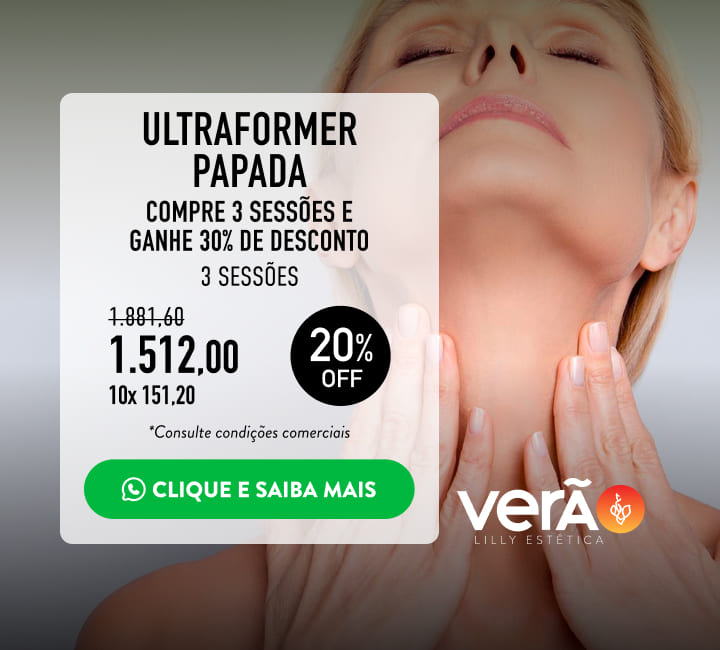 ULTRAFORMER
PAPADA
COMPRE 3 SESSÕES E
GANHE 30% DE DESCONTO
3 SESSÕES
1.881,60
1.512,00
10x 151,20
20%
OFF
*Consulte condições comerciais
CLIQUE E SAIBA MAIS
verão
LILLY ESTÉTICA